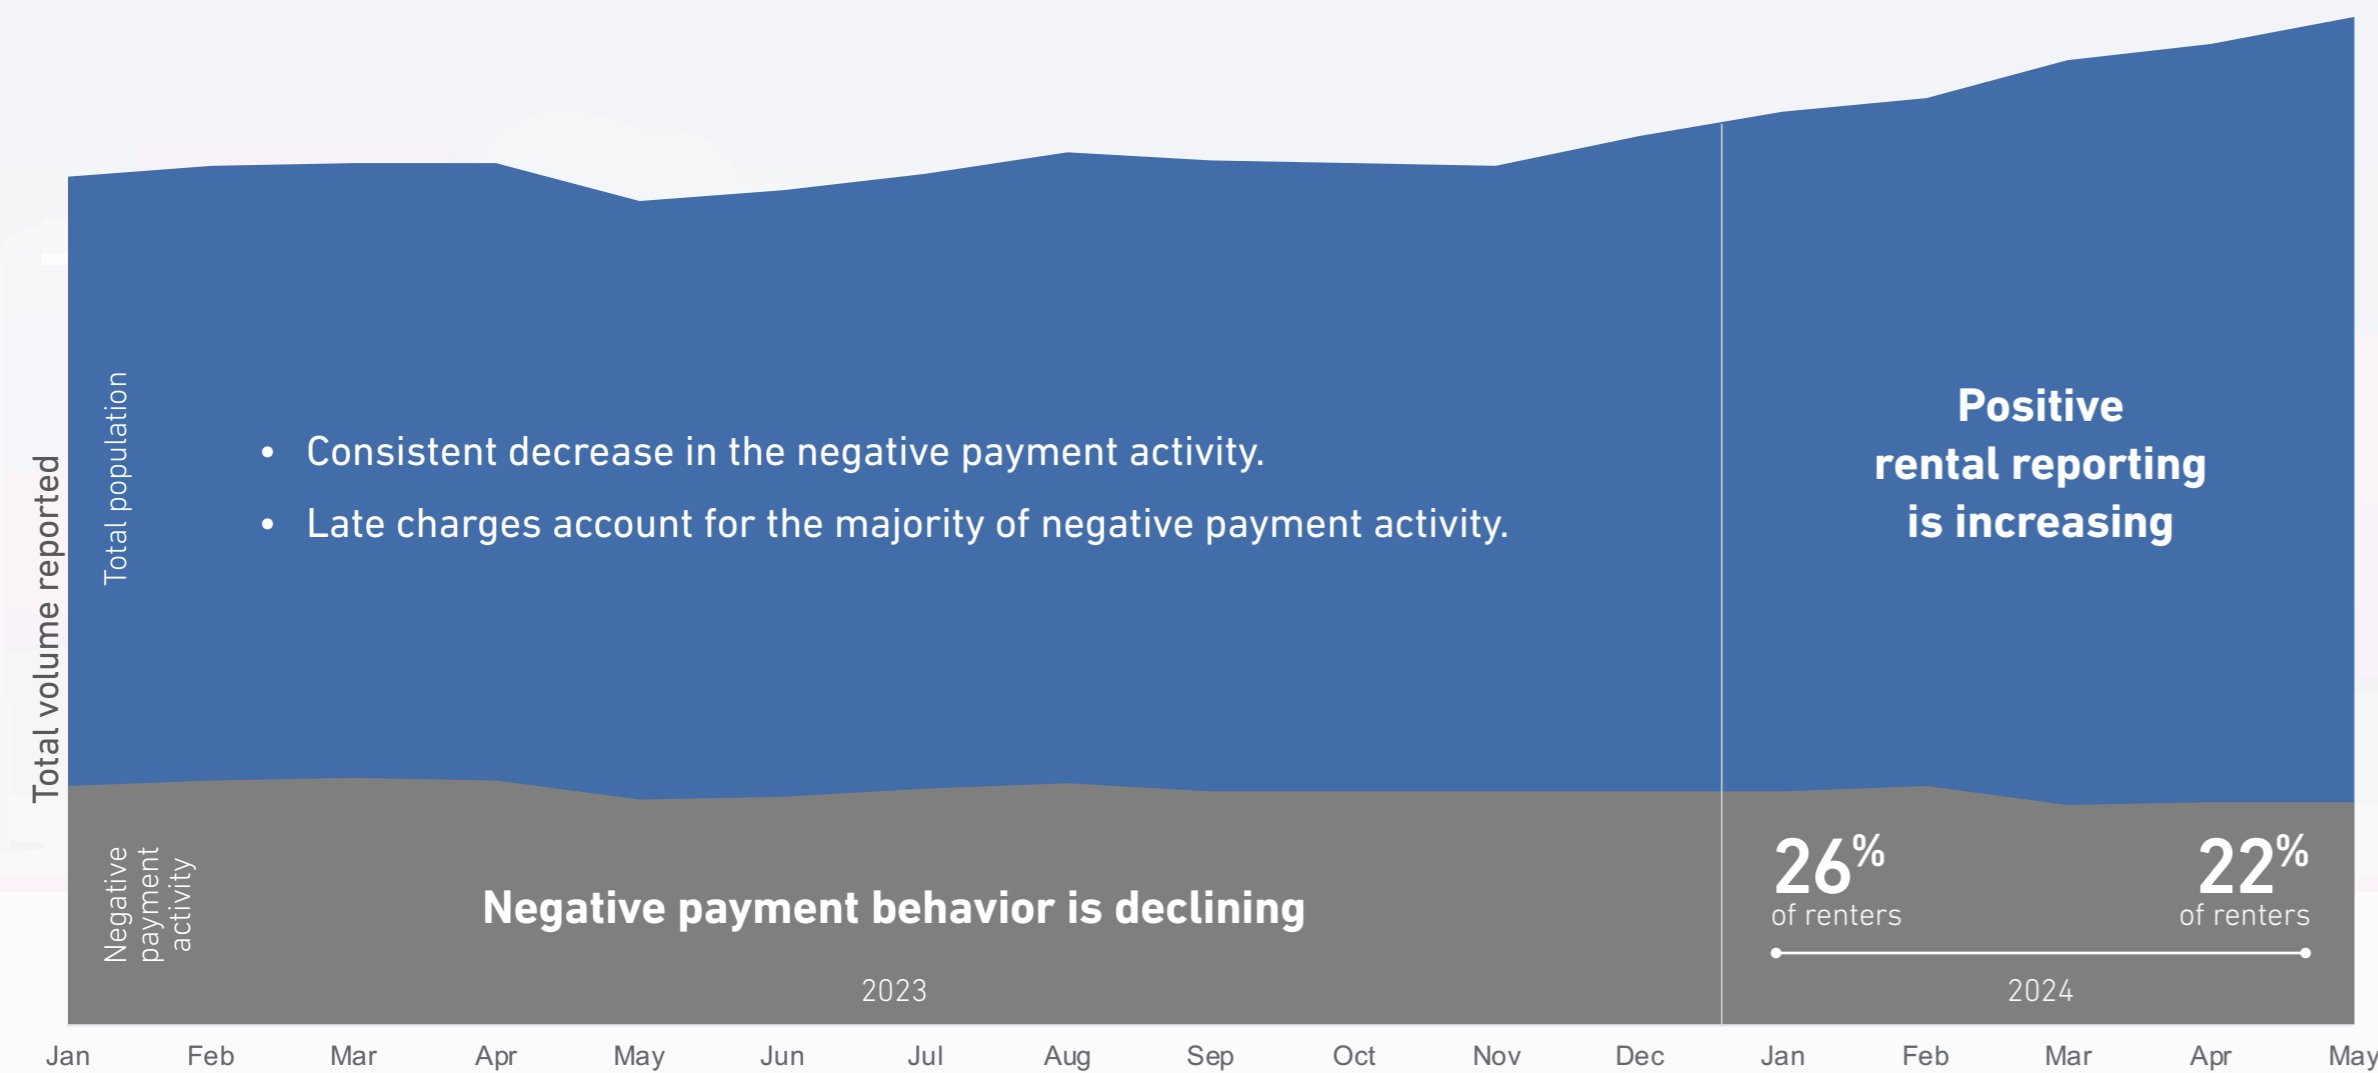 Total volume reported
Total population
• Consistent decrease in the negative payment activity.
• Late charges account for the majority of negative payment activity.
Positive
rental reporting
is increasing
Negative
payment
activity
Negative payment behavior is declining
2023
26%
of renters
22%
of renters
2024
Jan Feb Mar Apr May Jun Jul Aug Sep Oct Nov Dec Jan Feb Mar Apr May